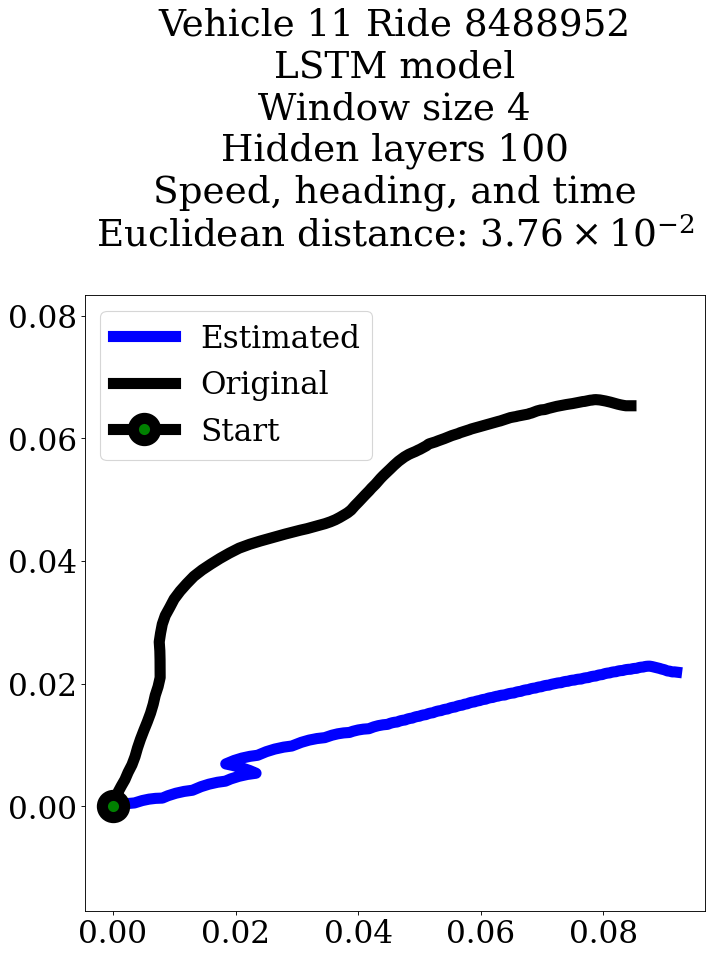 Vehicle 11 Ride 8488952
LSTM model
Window size 4
Hidden layers 100
Speed, heading, and time
Euclidean distance: 3.76 × 10⁻²
0.08
0.06
0.04
0.02
0.00
Estimated
Original
Start
0.00 0.02 0.04 0.06 0.08